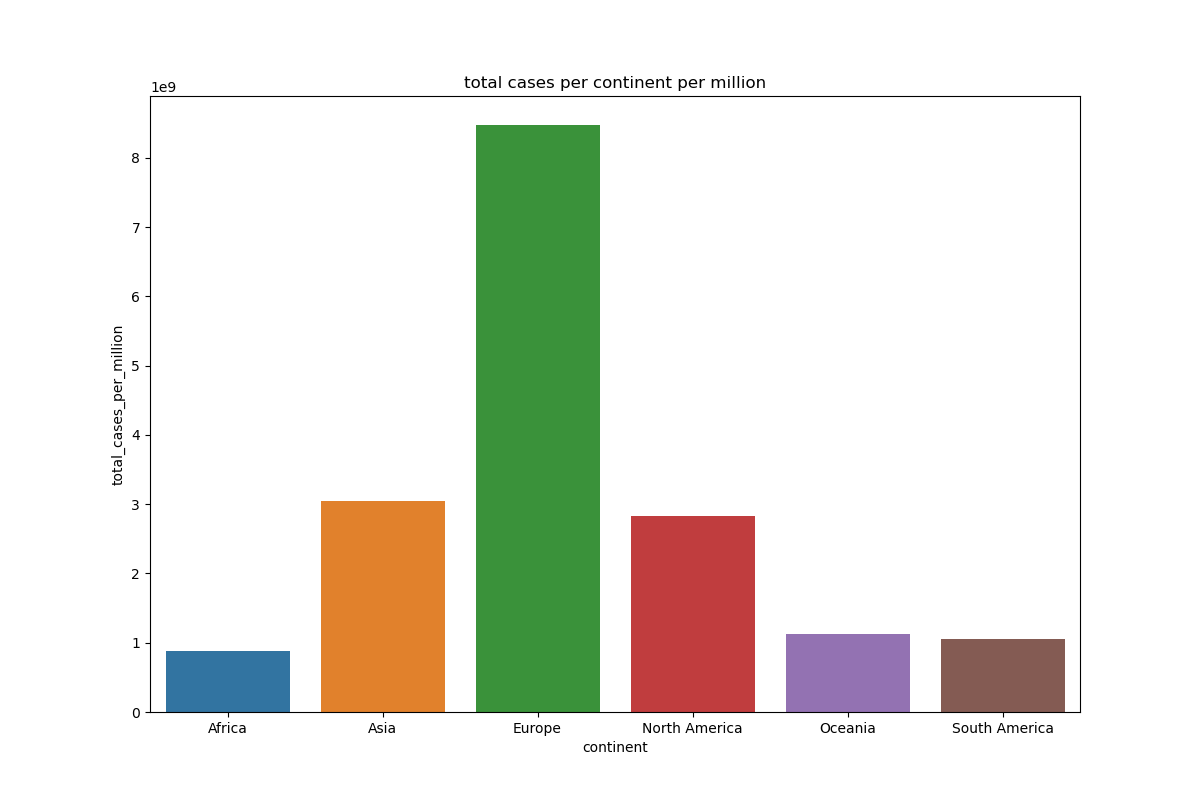 total cases per continent per million
1e9
8
7
6
5
4
3
2
1
0
total_cases_per_million
Africa
Asia
Europe
North America
Oceania
South America
continent